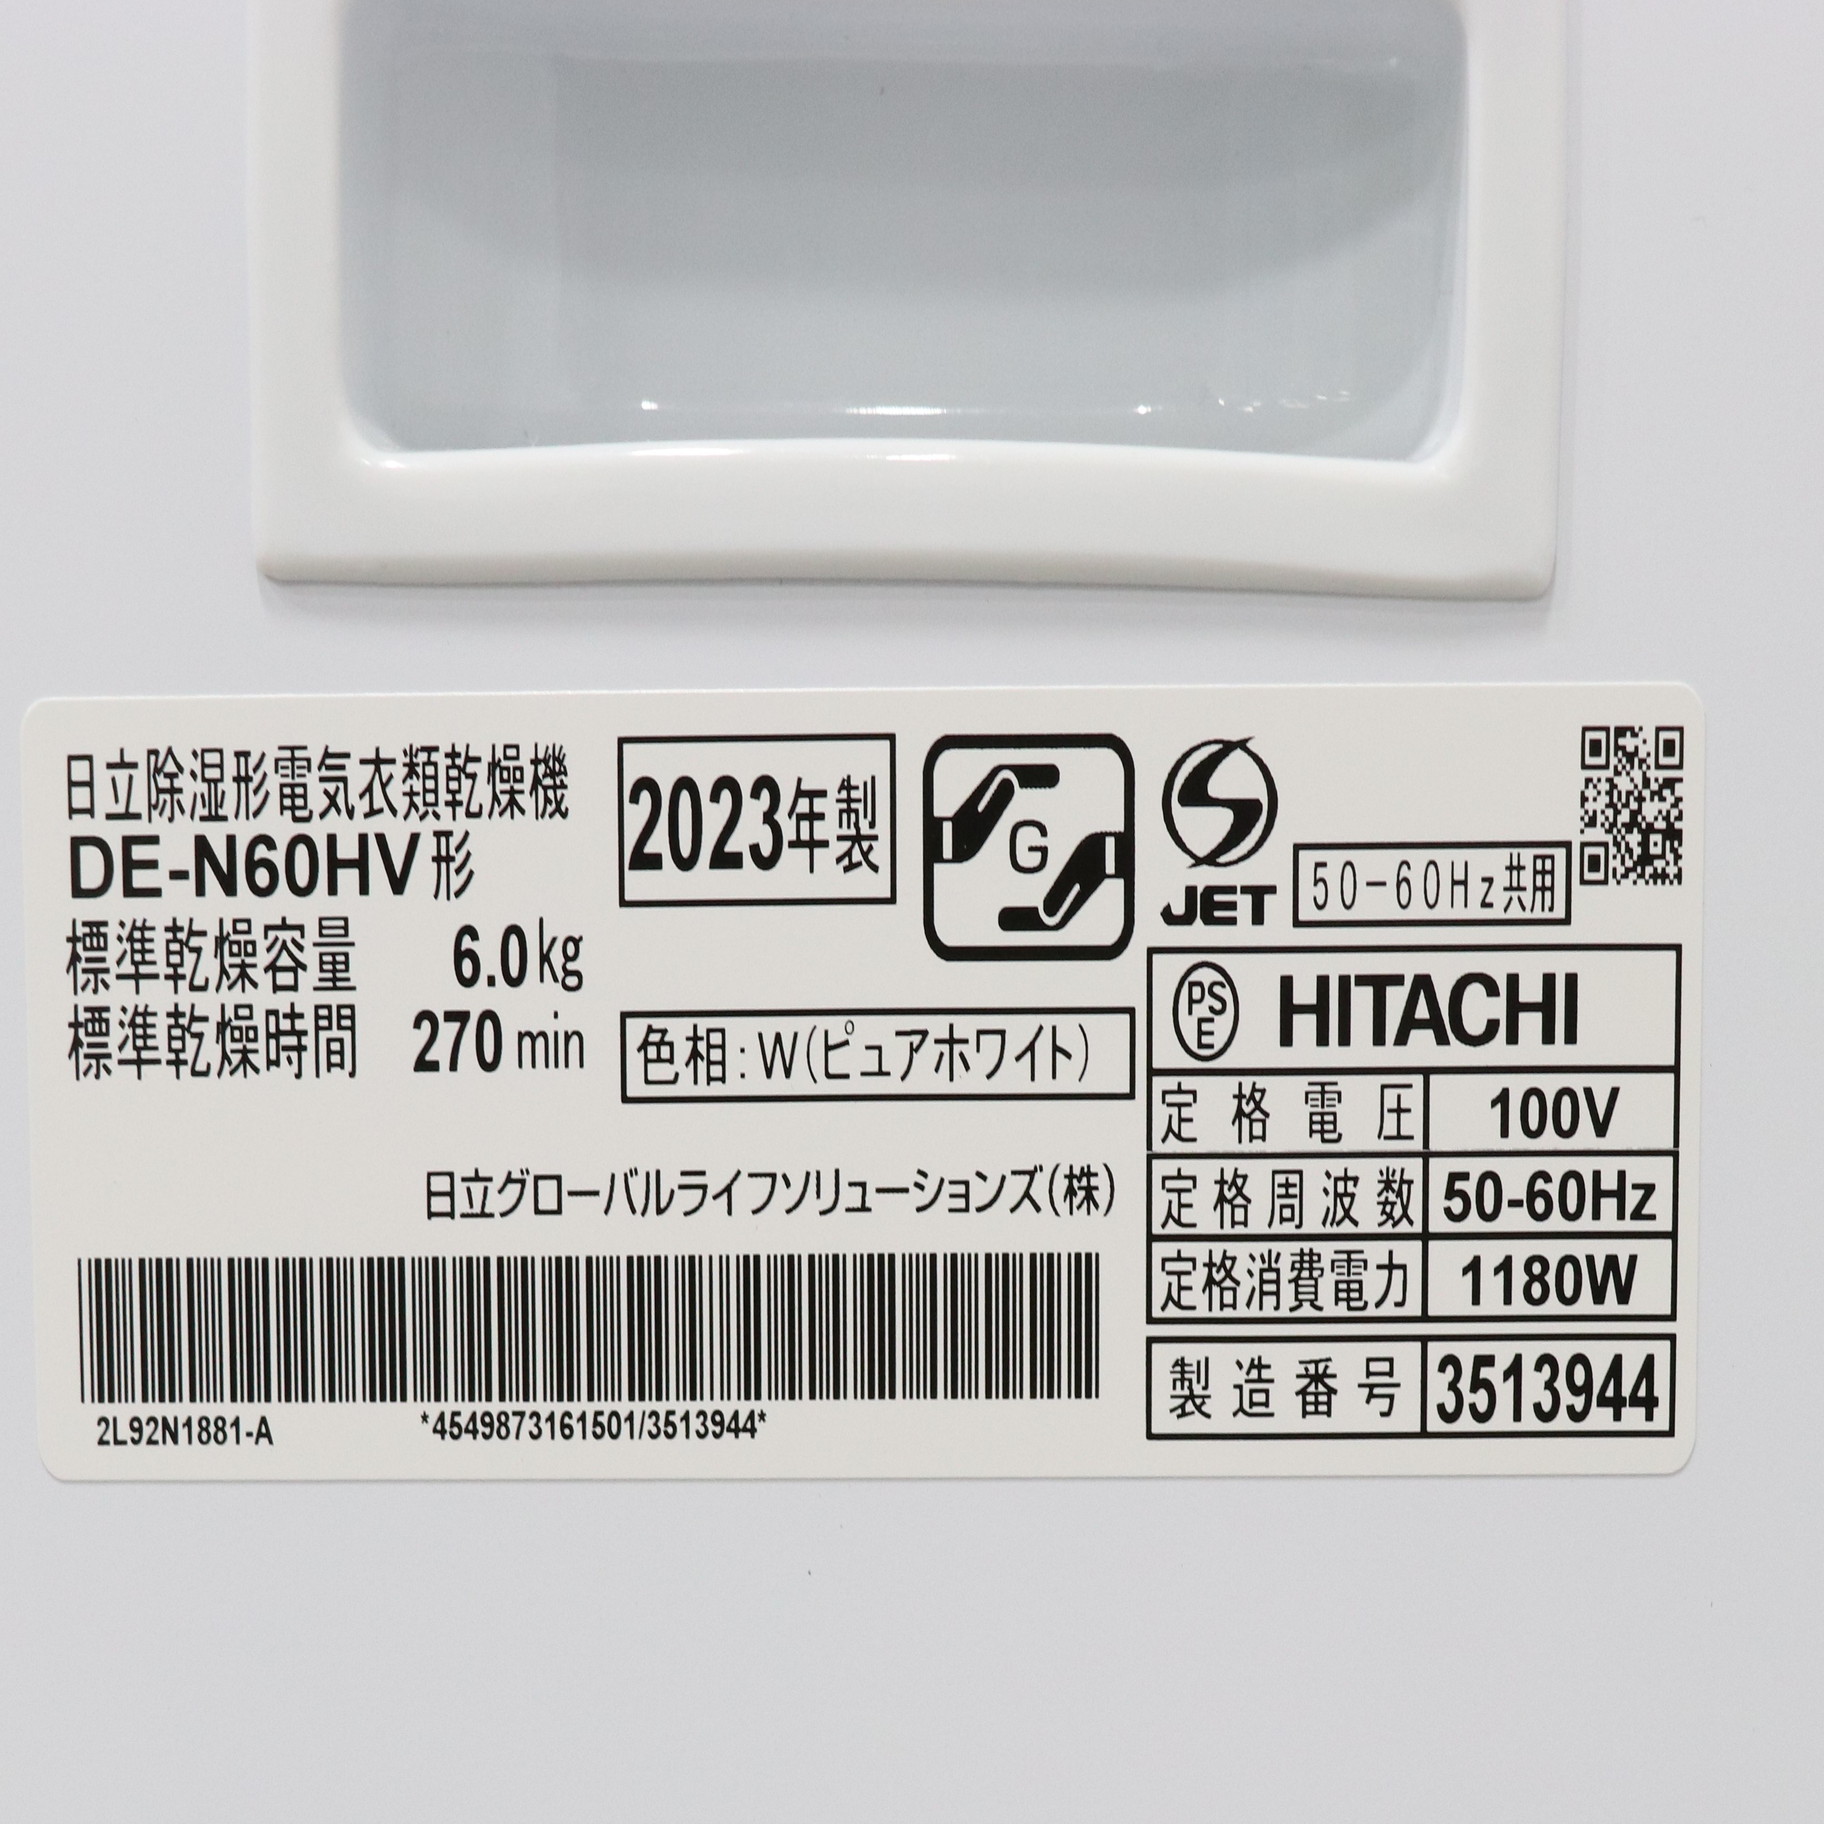 日立除湿形電気衣類乾燥機
DE-N60HV形
標準乾燥容量 6.0kg
標準乾燥時間 270min
2023年製
G
色相:W(ピュアホワイト)
日立グローバルライフソリューションズ(株)
2L92N1881-A *4549873161501/3513944*
JET
50-60Hz共用
PS
E
HITACHI
定格電圧 100V
定格周波数 50-60Hz
定格消費電力 1180W
製造番号 3513944